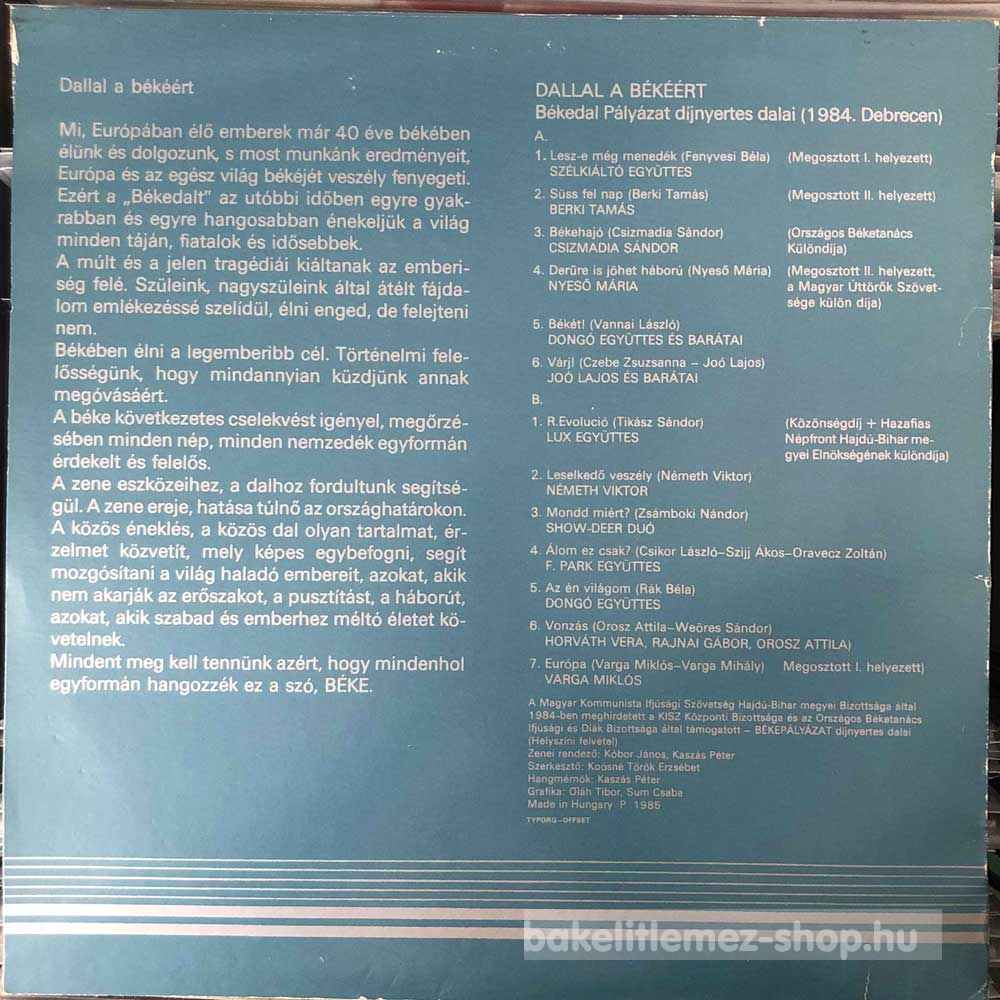 Dallal a békéért
Mi, Európában élő emberek már 40 éve békében
élünk és dolgozunk, s most munkánk eredményeit,
Európa és az egész világ békéjét veszély fenyegeti.
Ezért a „Békedalt” az utóbbi időben egyre gyak-
rabban és egyre hangosabban énekeljük a világ
minden táján, fiatalok és idősebbek.
A múlt és a jelen tragédiái kiáltanak az emberi-
ség felé. Szüleink, nagyszüleink által átélt fájda-
lom emlékezéssé szelídül, élni enged, de felejteni
nem.
Békében élni a legemberibb cél. Történelmi fele-
lősségünk, hogy mindannyian küzdjünk annak
megóvásáért.
A béke következetes cselekvést igényel, megőrzé-
sében minden nép, minden nemzedék egyformán
érdekelt és felelős.
A zene eszközeihez, a dalhoz fordultunk segítsé-
gül. A zene ereje, hatása túlnő az országhatárokon.
A közös éneklés, a közös dal olyan tartalmat, ér-
zelmet közvetít, mely képes egybefogni, segít
mozgósítani a világ haladó embereit, azokat, akik
nem akarják az erőszakot, a pusztítást, a háborút,
azokat, akik szabad és emberhez méltó életet kö-
vetelnek.
Mindent meg kell tennünk azért, hogy mindenhol
egyformán hangozzék ez a szó, BÉKE.
DALLAL A BÉKÉÉRT
Békedal Pályázat díjnyertes dalai (1984. Debrecen)
A.
1. Lesz-e még menedék (Fenyvesi Béla) (Megosztott I. helyezett)
SZÉLKIÁLTÓ EGYÜTTES
2. Süss fel nap (Berki Tamás) (Megosztott II. helyezett)
BERKI TAMÁS
3. Békehajó (Csizmadia Sándor) (Országos Béketanács
CSIZMADIA SÁNDOR Különdíja)
4. Derűre is jöhet háború (Nyeső Mária) (Megosztott II. helyezett,
NYESŐ MÁRIA a Magyar Úttörők Szövet-
sége külön díja)
5. Békét! (Vannai László)
DONGÓ EGYÜTTES ÉS BARÁTAI
6. Várj! (Czebe Zsuzsanna – Joó Lajos)
JOÓ LAJOS ÉS BARÁTAI
B.
1. R.Evolució (Tikász Sándor) (Közönségdíj + Hazafias
LUX EGYÜTTES Népfront Hajdú-Bihar me-
gyei Elnökségének különdíja)
2. Leselkedő veszély (Németh Viktor)
NÉMETH VIKTOR
3. Mondd miért? (Zsámboki Nándor)
SHOW-DEER DUÓ
4. Álom ez csak? (Csikor László–Szijj Ákos–Oravecz Zoltán)
F. PARK EGYÜTTES
5. Az én világom (Rák Béla)
DONGÓ EGYÜTTES
6. Vonzás (Orosz Attila–Weöres Sándor)
HORVÁTH VERA, RAJNAI GÁBOR, OROSZ ATTILA)
7. Európa (Varga Miklós–Varga Mihály) Megosztott I. helyezett)
VARGA MIKLÓS
A Magyar Kommunista Ifjúsági Szövetség Hajdú-Bihar megyei Bizottsága által
1984-ben meghirdetett a KISZ Központi Bizottsága és az Országos Béketanács
Ifjúsági és Diák Bizottsága által támogatott – BÉKEPÁLYÁZAT díjnyertes dalai
(Helyszíni felvétel)
Zenei rendező: Kóbor János, Kaszás Péter
Szerkesztő: Koósné Török Erzsébet
Hangmérnök: Kaszás Péter
Grafika: Oláh Tibor, Sum Csaba
Made in Hungary P 1985
TYPORG–OFFSET
bakelitlemez-shop.hu